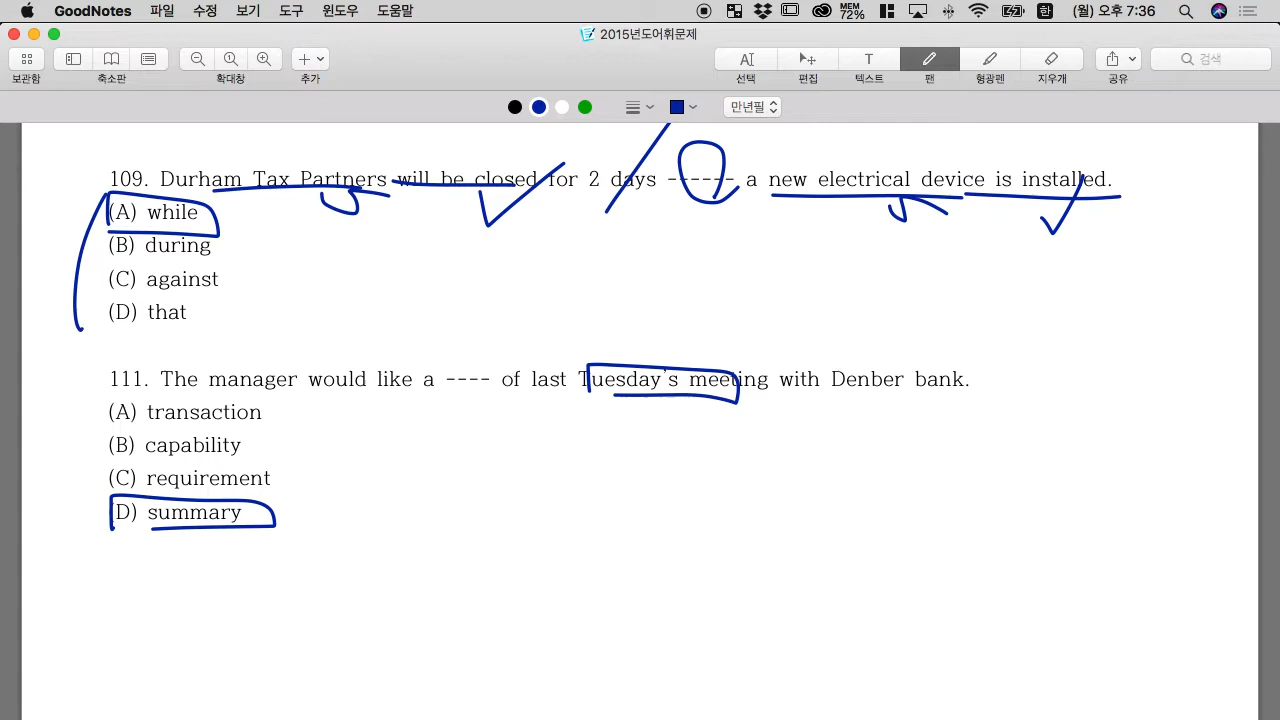 GoodNotes 파일 수정 보기 도구 윈도우 도움말 MEM 72% 한 (월) 오후 7:36
2015년도어휘문제
보관함 축소판 확대창 추가 선택 편집 텍스트 펜 형광펜 지우개 공유 검색
만년필
109. Durham Tax Partners will be closed for 2 days ------ a new electrical device is installed.
(A) while
(B) during
(C) against
(D) that
111. The manager would like a ---- of last Tuesday's meeting with Denber bank.
(A) transaction
(B) capability
(C) requirement
(D) summary